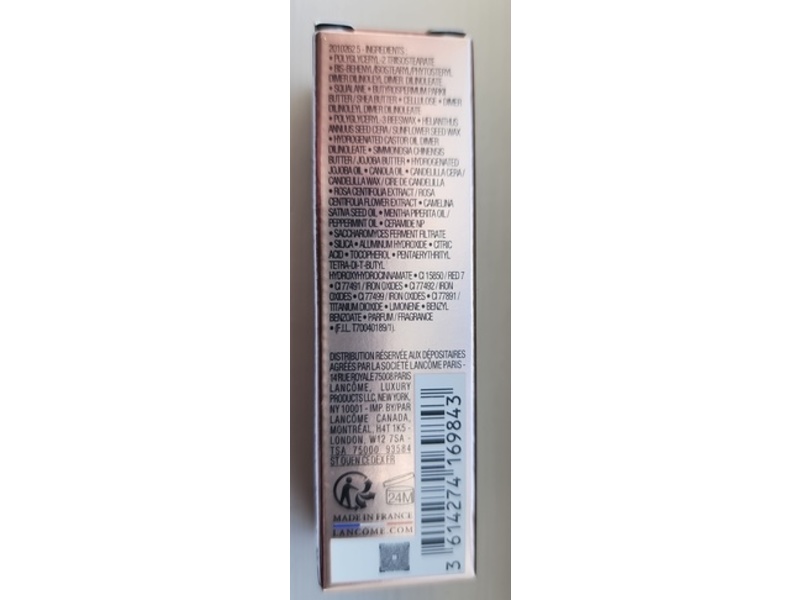 2010262 5 - INGREDIENTS:
• POLYGLYCERYL-2 TRIISOSTEARATE
• BIS-BEHENYL/ISOSTEARYL/PHYTOSTERYL
DIMER DILINOLEYL DIMER DILINOLEATE
• SQUALANE • BUTYROSPERMUM PARKII
BUTTER / SHEA BUTTER • CELLULOSE • DIMER
DILINOLEYL DIMER DILINOLEATE
• POLYGLYCERYL-3 BEESWAX • HELIANTHUS
ANNUUS SEED CERA / SUNFLOWER SEED WAX
• HYDROGENATED CASTOR OIL DIMER
DILINOLEATE • SIMMONDSIA CHINENSIS
BUTTER / JOJOBA BUTTER • HYDROGENATED
JOJOBA OIL • CANOLA OIL • CANDELILLA CERA /
CANDELILLA WAX / CIRE DE CANDELILLA
• ROSA CENTIFOLIA EXTRACT / ROSA
CENTIFOLIA FLOWER EXTRACT • CAMELINA
SATIVA SEED OIL • MENTHA PIPERITA OIL /
PEPPERMINT OIL • CERAMIDE NP
• SACCHAROMYCES FERMENT FILTRATE
• SILICA • ALUMINUM HYDROXIDE • CITRIC
ACID • TOCOPHEROL • PENTAERYTHRITYL
TETRA-DI-T-BUTYL
HYDROXYHYDROCINNAMATE • CI 15850 / RED 7
• CI 77491 / IRON OXIDES • CI 77492 / IRON
OXIDES • CI 77499 / IRON OXIDES • CI 77891 /
TITANIUM DIOXIDE • LIMONENE • BENZYL
BENZOATE • PARFUM / FRAGRANCE
• (F.I.L. T70040189/1).
DISTRIBUTION RÉSERVÉE AUX DÉPOSITAIRES
AGRÉÉS PAR LA SOCIÉTÉ LANCÔME PARIS -
14 RUE ROYALE 75008 PARIS
LANCÔME, LUXURY
PRODUCTS LLC, NEW YORK,
NY 10001 - IMP. BY/PAR
LANCÔME CANADA,
MONTRÉAL, H4T 1K5 -
LONDON, W12 7SA -
TSA 75000 93584
ST OUEN CEDEX FR
24M
MADE IN FRANCE
LANCOME.COM
3 614274 169843